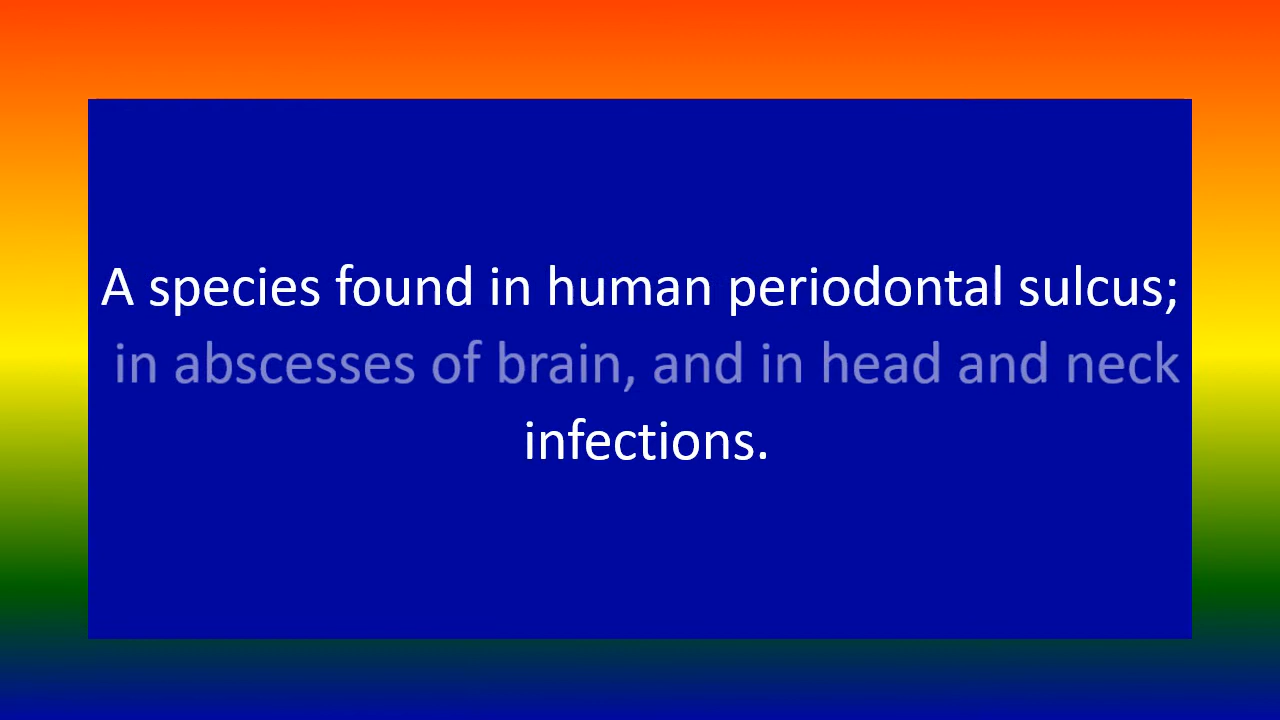 A species found in human periodontal sulcus;
in abscesses of brain, and in head and neck
infections.